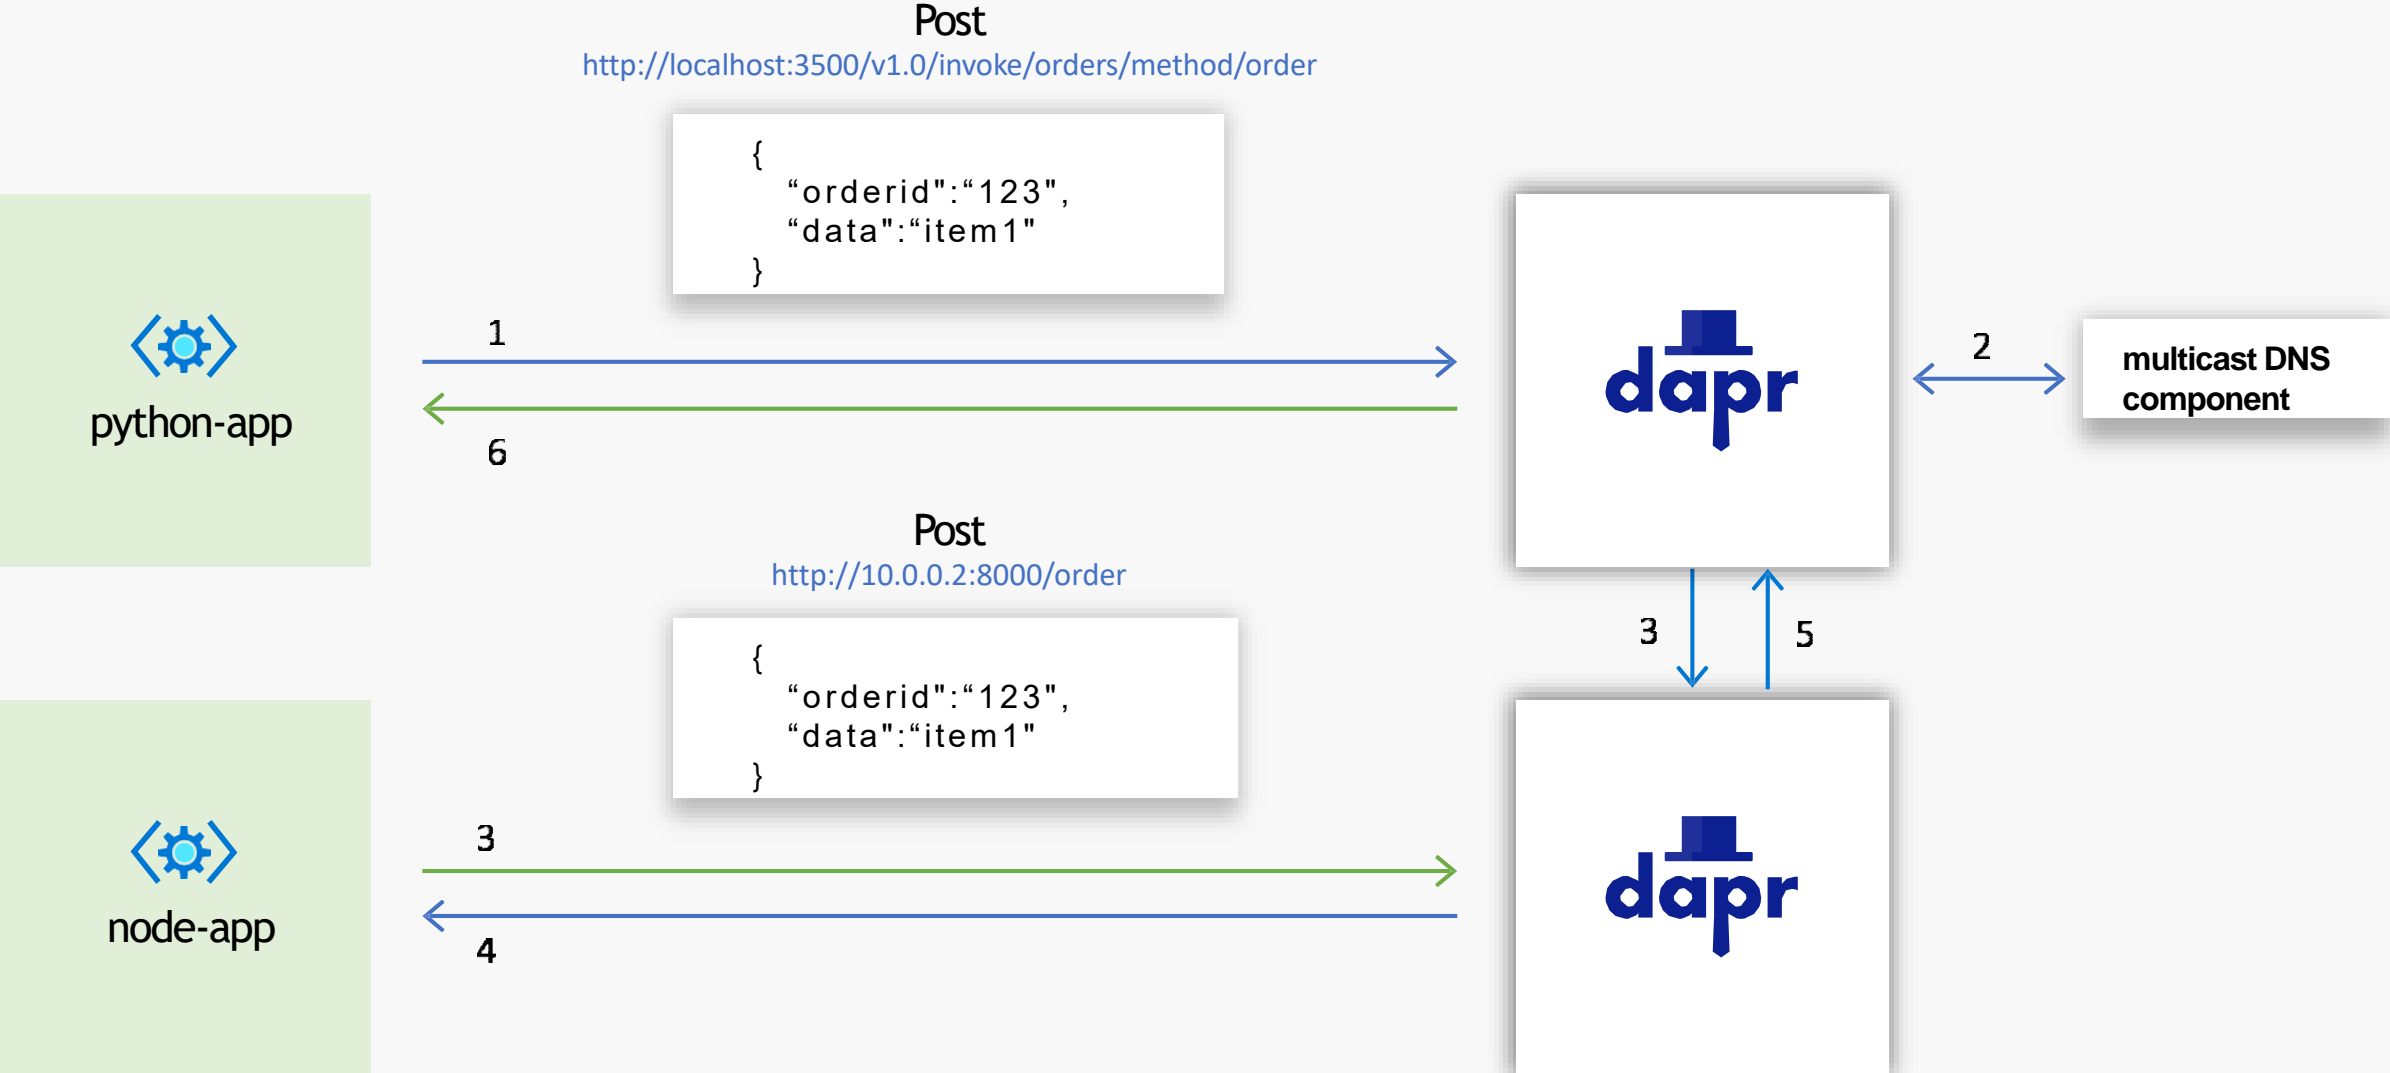 Post
http://localhost:3500/v1.0/invoke/orders/method/order
{
“orderid":“123",
“data":“item1"
}
1
6
python-app
dapr
2
multicast DNS
component
Post
http://10.0.0.2:8000/order
3
5
{
“orderid":“123",
“data":“item1"
}
3
4
node-app
dapr